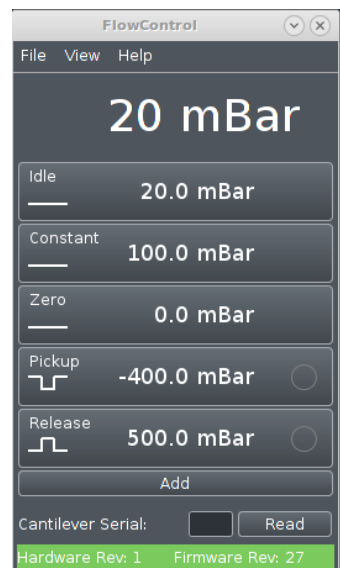 FlowControl
File View Help
20 mBar
Idle
20.0 mBar
Constant
100.0 mBar
Zero
0.0 mBar
Pickup
-400.0 mBar
Release
500.0 mBar
Add
Cantilever Serial: Read
Hardware Rev: 1 Firmware Rev: 27